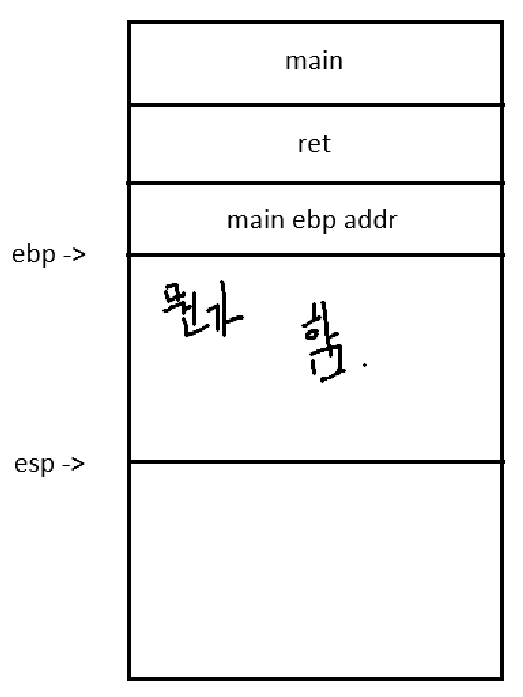 main
ret
main ebp addr
ebp ->
뭔가 함.
esp ->